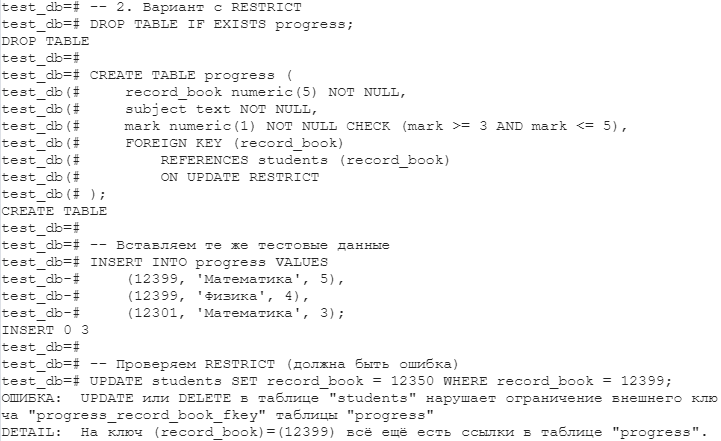 test_db=# -- 2. Вариант с RESTRICT
test_db=# DROP TABLE IF EXISTS progress;
DROP TABLE
test_db=#
test_db=# CREATE TABLE progress (
test_db(#     record_book numeric(5) NOT NULL,
test_db(#     subject text NOT NULL,
test_db(#     mark numeric(1) NOT NULL CHECK (mark >= 3 AND mark <= 5),
test_db(#     FOREIGN KEY (record_book)
test_db(#         REFERENCES students (record_book)
test_db(#         ON UPDATE RESTRICT
test_db(# );
CREATE TABLE
test_db=#
test_db=# -- Вставляем те же тестовые данные
test_db=# INSERT INTO progress VALUES
test_db-#     (12399, 'Математика', 5),
test_db-#     (12399, 'Физика', 4),
test_db-#     (12301, 'Математика', 3);
INSERT 0 3
test_db=#
test_db=# -- Проверяем RESTRICT (должна быть ошибка)
test_db=# UPDATE students SET record_book = 12350 WHERE record_book = 12399;
ОШИБКА:  UPDATE или DELETE в таблице "students" нарушает ограничение внешнего клю
ча "progress_record_book_fkey" таблицы "progress"
DETAIL:  На ключ (record_book)=(12399) всё ещё есть ссылки в таблице "progress".